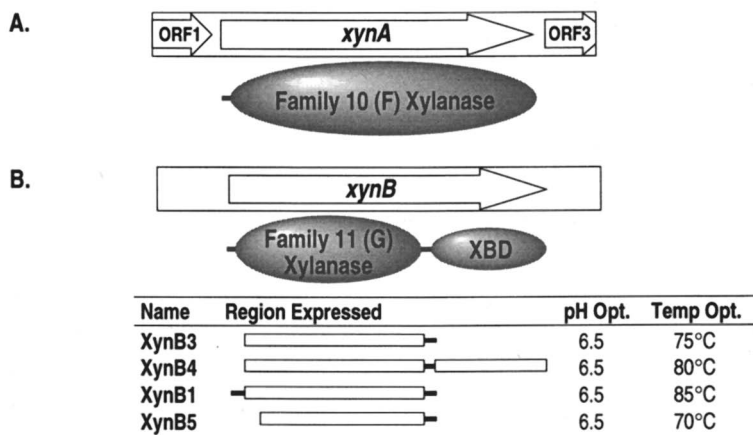 A.
ORF1 xynA ORF3
Family 10 (F) Xylanase
B.
xynB
Family 11 (G)
Xylanase
XBD
Name Region Expressed pH Opt. Temp Opt.
XynB3 6.5 75°C
XynB4 6.5 80°C
XynB1 6.5 85°C
XynB5 6.5 70°C